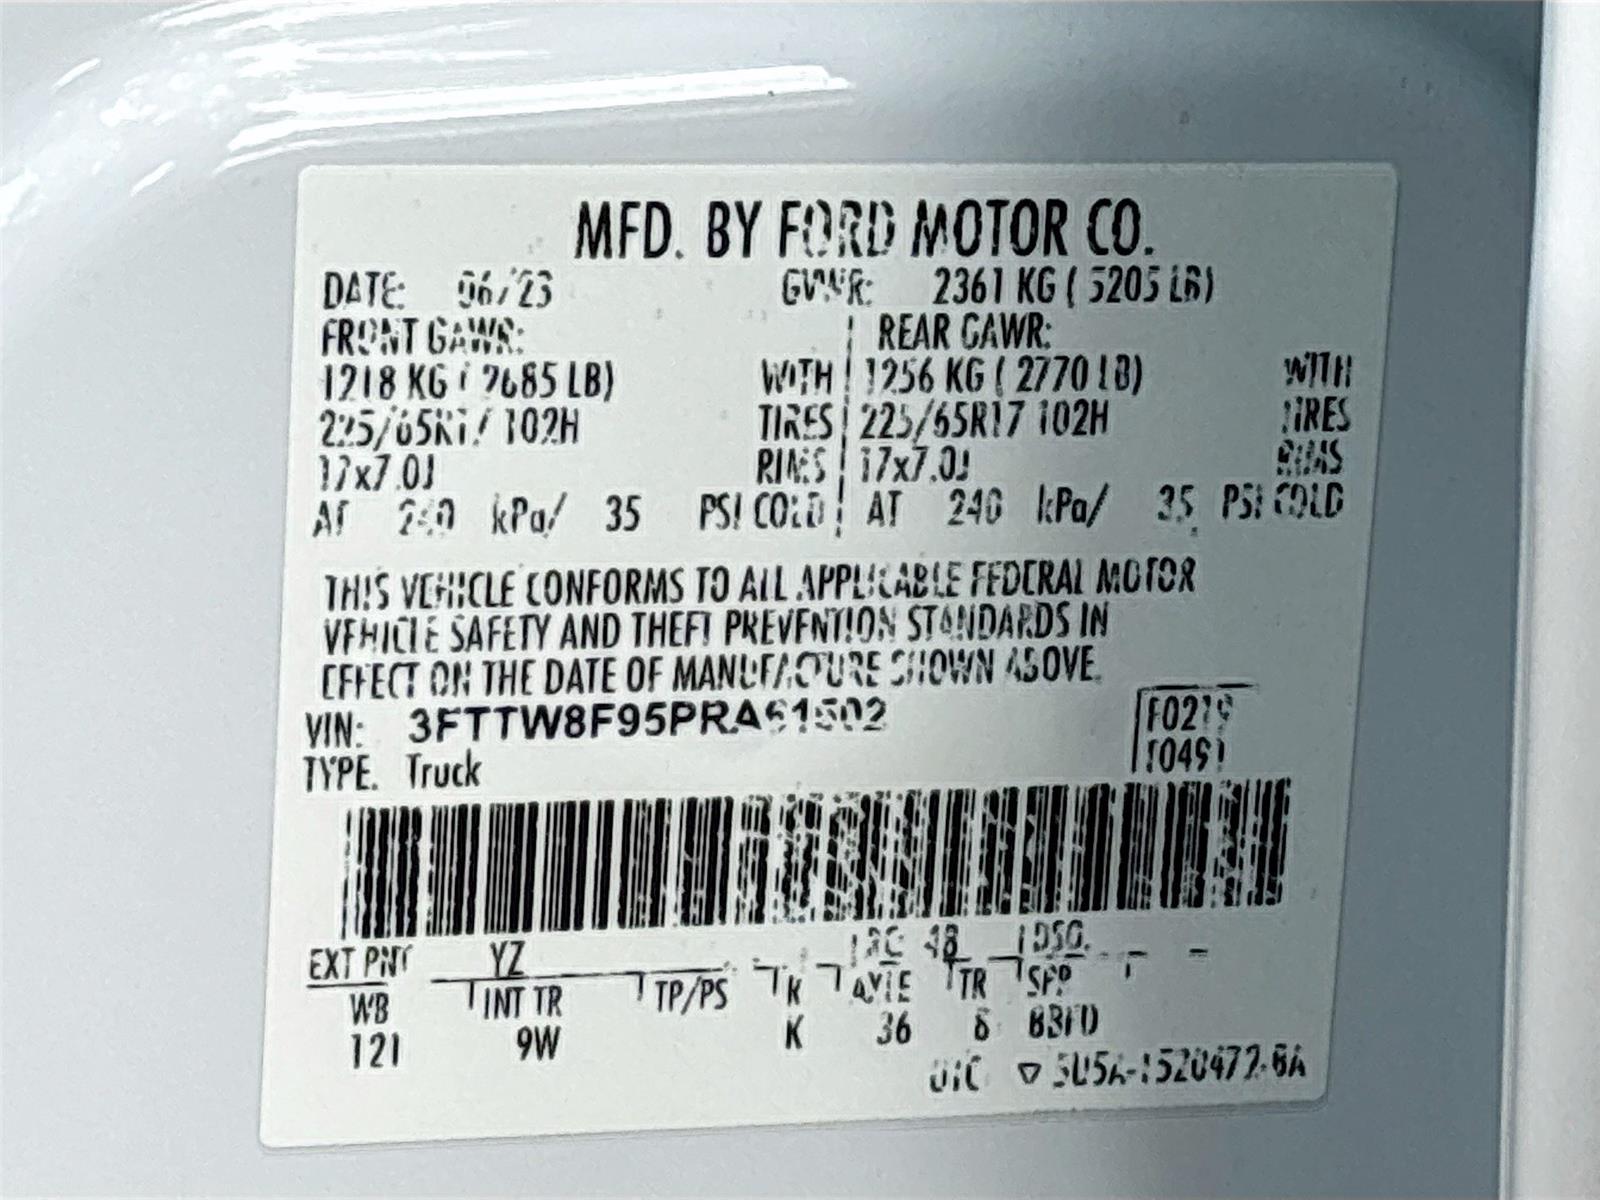 MFD. BY FORD MOTOR CO.
DATE: 06/23 GVWR: 2361 KG ( 5205 LB)
FRONT GAWR: REAR GAWR:
1218 KG ( 2685 LB) WITH 1256 KG ( 2770 LB) WITH
225/65R17 102H TIRES 225/65R17 102H TIRES
17x7.0J RIMS 17x7.0J RIMS
AT 240 kPa/ 35 PSI COLD AT 240 kPa/ 35 PSI COLD
THIS VEHICLE CONFORMS TO ALL APPLICABLE FEDERAL MOTOR
VEHICLE SAFETY AND THEFT PREVENTION STANDARDS IN
EFFECT ON THE DATE OF MANUFACTURE SHOWN ABOVE.
VIN:
F0219
TYPE: Truck
EXT PNT YZ RC: 48 DSO:
WB INT TR TP/PS R AXLE TR SPR
121 9W K 36 8 BBFD
UTC ▽